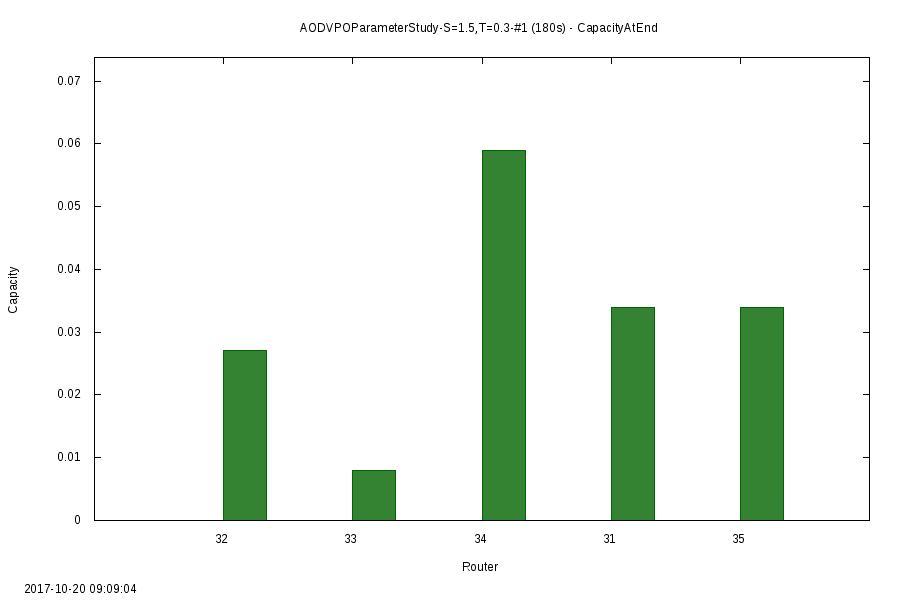 AODVPOParameterStudy-S=1.5,T=0.3-#1 (180s) - CapacityAtEnd
0.07
0.06
0.05
0.04
0.03
0.02
0.01
0
Capacity
32 33 34 31 35
Router
2017-10-20 09:09:04